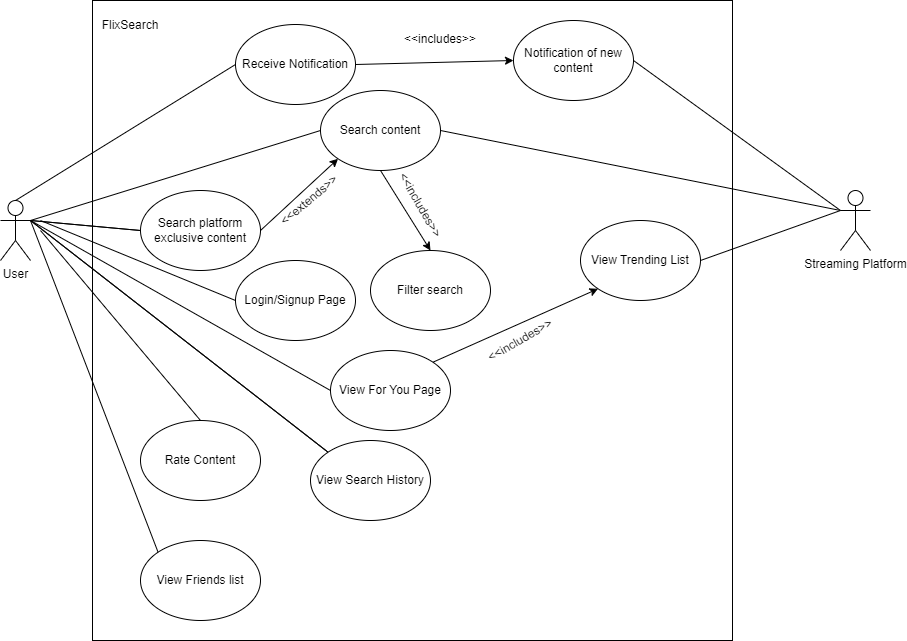 FlixSearch
<<includes>>
Receive Notification
Notification of new
content
Search content
<<extends>>
<<includes>>
Search platform
exclusive content
User
Streaming Platform
View Trending List
Login/Signup Page
Filter search
<<includes>>
View For You Page
Rate Content
View Search History
View Friends list